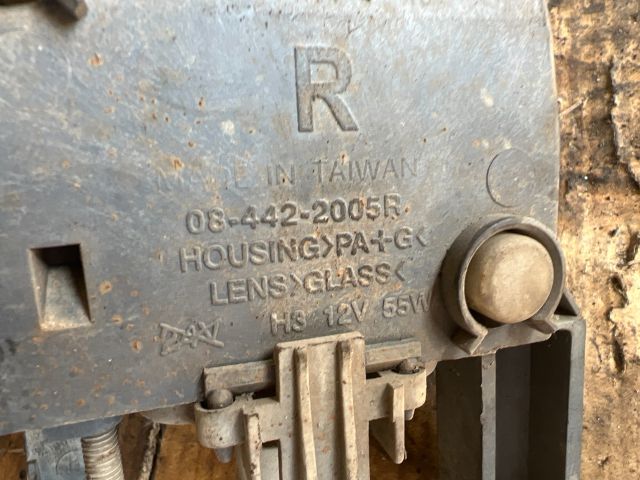 R
MADE IN TAIWAN
08-442-2005R
HOUSING>PA+G<
LENS>GLASS<
H3 12V 55W